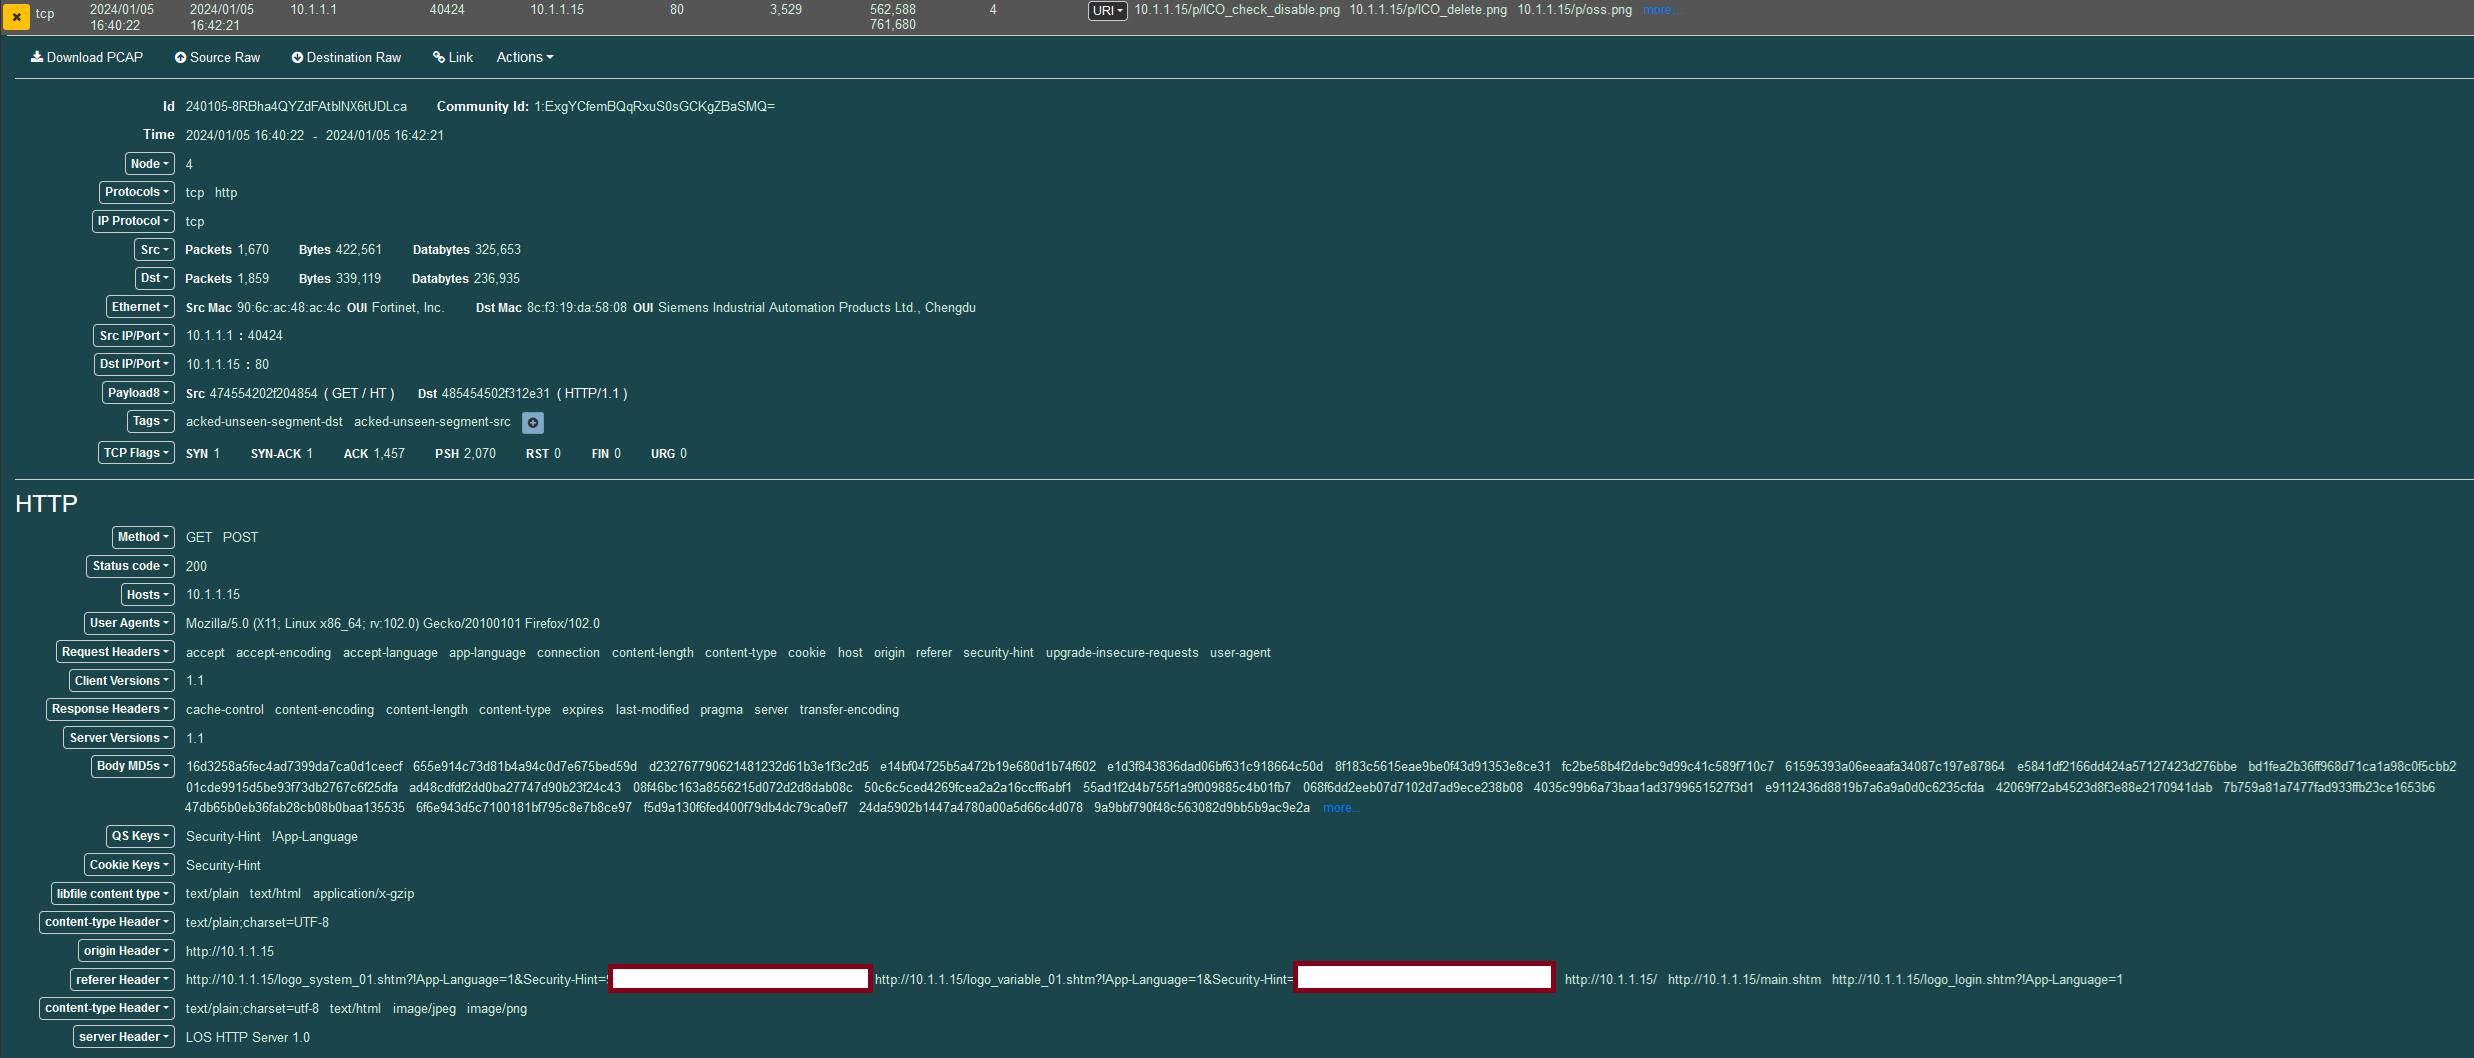 tcp 2024/01/05 16:40:22 2024/01/05 16:42:21 10.1.1.1 40424 10.1.1.15 80 3,529 562,588 761,680 4 URI 10.1.1.15/p/ICO_check_disable.png 10.1.1.15/p/ICO_delete.png 10.1.1.15/p/oss.png more...
Download PCAP Source Raw Destination Raw Link Actions
Id 240105-8RBha4QYZdFAtblNX6tUDLca Community Id: 1:ExgYCfemBQqRxuS0sGCKgZBaSMQ=
Time 2024/01/05 16:40:22 - 2024/01/05 16:42:21
Node 4
Protocols tcp http
IP Protocol tcp
Src Packets 1,670 Bytes 422,561 Databytes 325,653
Dst Packets 1,859 Bytes 339,119 Databytes 236,935
Ethernet Src Mac 90:6c:ac:48:ac:4c OUI Fortinet, Inc. Dst Mac 8c:f3:19:da:58:08 OUI Siemens Industrial Automation Products Ltd., Chengdu
Src IP/Port 10.1.1.1 : 40424
Dst IP/Port 10.1.1.15 : 80
Payload8 Src 474554202f204854 ( GET / HT ) Dst 485454502f312e31 ( HTTP/1.1 )
Tags acked-unseen-segment-dst acked-unseen-segment-src
TCP Flags SYN 1 SYN-ACK 1 ACK 1,457 PSH 2,070 RST 0 FIN 0 URG 0
HTTP
Method GET POST
Status code 200
Hosts 10.1.1.15
User Agents Mozilla/5.0 (X11; Linux x86_64; rv:102.0) Gecko/20100101 Firefox/102.0
Request Headers accept accept-encoding accept-language app-language connection content-length content-type cookie host origin referer security-hint upgrade-insecure-requests user-agent
Client Versions 1.1
Response Headers cache-control content-encoding content-length content-type expires last-modified pragma server transfer-encoding
Server Versions 1.1
Body MD5s 16d3258a5fec4ad7399da7ca0d1ceecf 655e914c73d81b4a94c0d7e675bed59d d232767790621481232d61b3e1f3c2d5 e14bf04725b5a472b19e680d1b74f602 e1d3f843836dad06bf631c918664c50d 8f183c5615eae9be0f43d91353e8ce31 fc2be58b4f2debc9d99c41c589f710c7 61595393a06eeaafa34087c197e87864 e5841df2166dd424a57127423d276bbe bd1fea2b36ff968d71ca1a98c0f5cbb2
01cde9915d5be93f73db2767c6f25dfa ad48cdfdf2dd0ba27747d90b23f24c43 08f46bc163a8556215d072d2d8dab08c 50c6c5ced4269fcea2a2a16ccff6abf1 55ad1f2d4b755f1a9f009885c4b01fb7 068f6dd2eeb07d7102d7ad9ece238b08 4035c99b6a73baa1ad3799651527f3d1 e9112436d8819b7a6a9a0d0c6235cfda 42069f72ab4523d8f3e88e2170941dab 7b759a81a7477fad933ffb23ce1653b6
47db65b0eb36fab28cb08b0baa135535 6f6e943d5c7100181bf795c8e7b8ce97 f5d9a130f6fed400f79db4dc79ca0ef7 24da5902b1447a4780a00a5d66c4d078 9a9bbf790f48c563082d9bb5b9ac9e2a more...
QS Keys Security-Hint !App-Language
Cookie Keys Security-Hint
libfile content type text/plain text/html application/x-gzip
content-type Header text/plain;charset=UTF-8
origin Header http://10.1.1.15
referer Header http://10.1.1.15/logo_system_01.shtm?!App-Language=1&Security-Hint= http://10.1.1.15/logo_variable_01.shtm?!App-Language=1&Security-Hint= http://10.1.1.15/ http://10.1.1.15/main.shtm http://10.1.1.15/logo_login.shtm?!App-Language=1
content-type Header text/plain;charset=utf-8 text/html image/jpeg image/png
server Header LOS HTTP Server 1.0